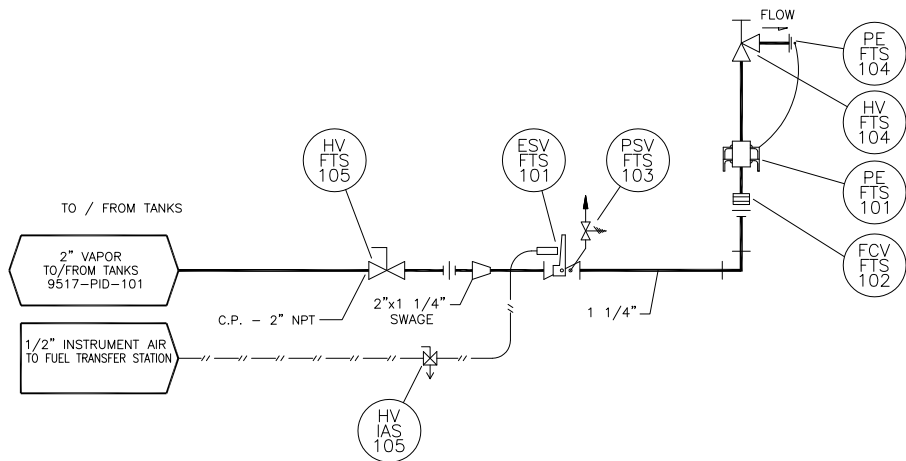 FLOW
PE
FTS
104
HV
FTS
104
HV
FTS
105
ESV
FTS
101
PSV
FTS
103
PE
FTS
101
FCV
FTS
102
TO / FROM TANKS
2" VAPOR
TO/FROM TANKS
9517-PID-101
C.P. - 2" NPT
2"x1 1/4"
SWAGE
1 1/4"
1/2" INSTRUMENT AIR
TO FUEL TRANSFER STATION
HV
IAS
105